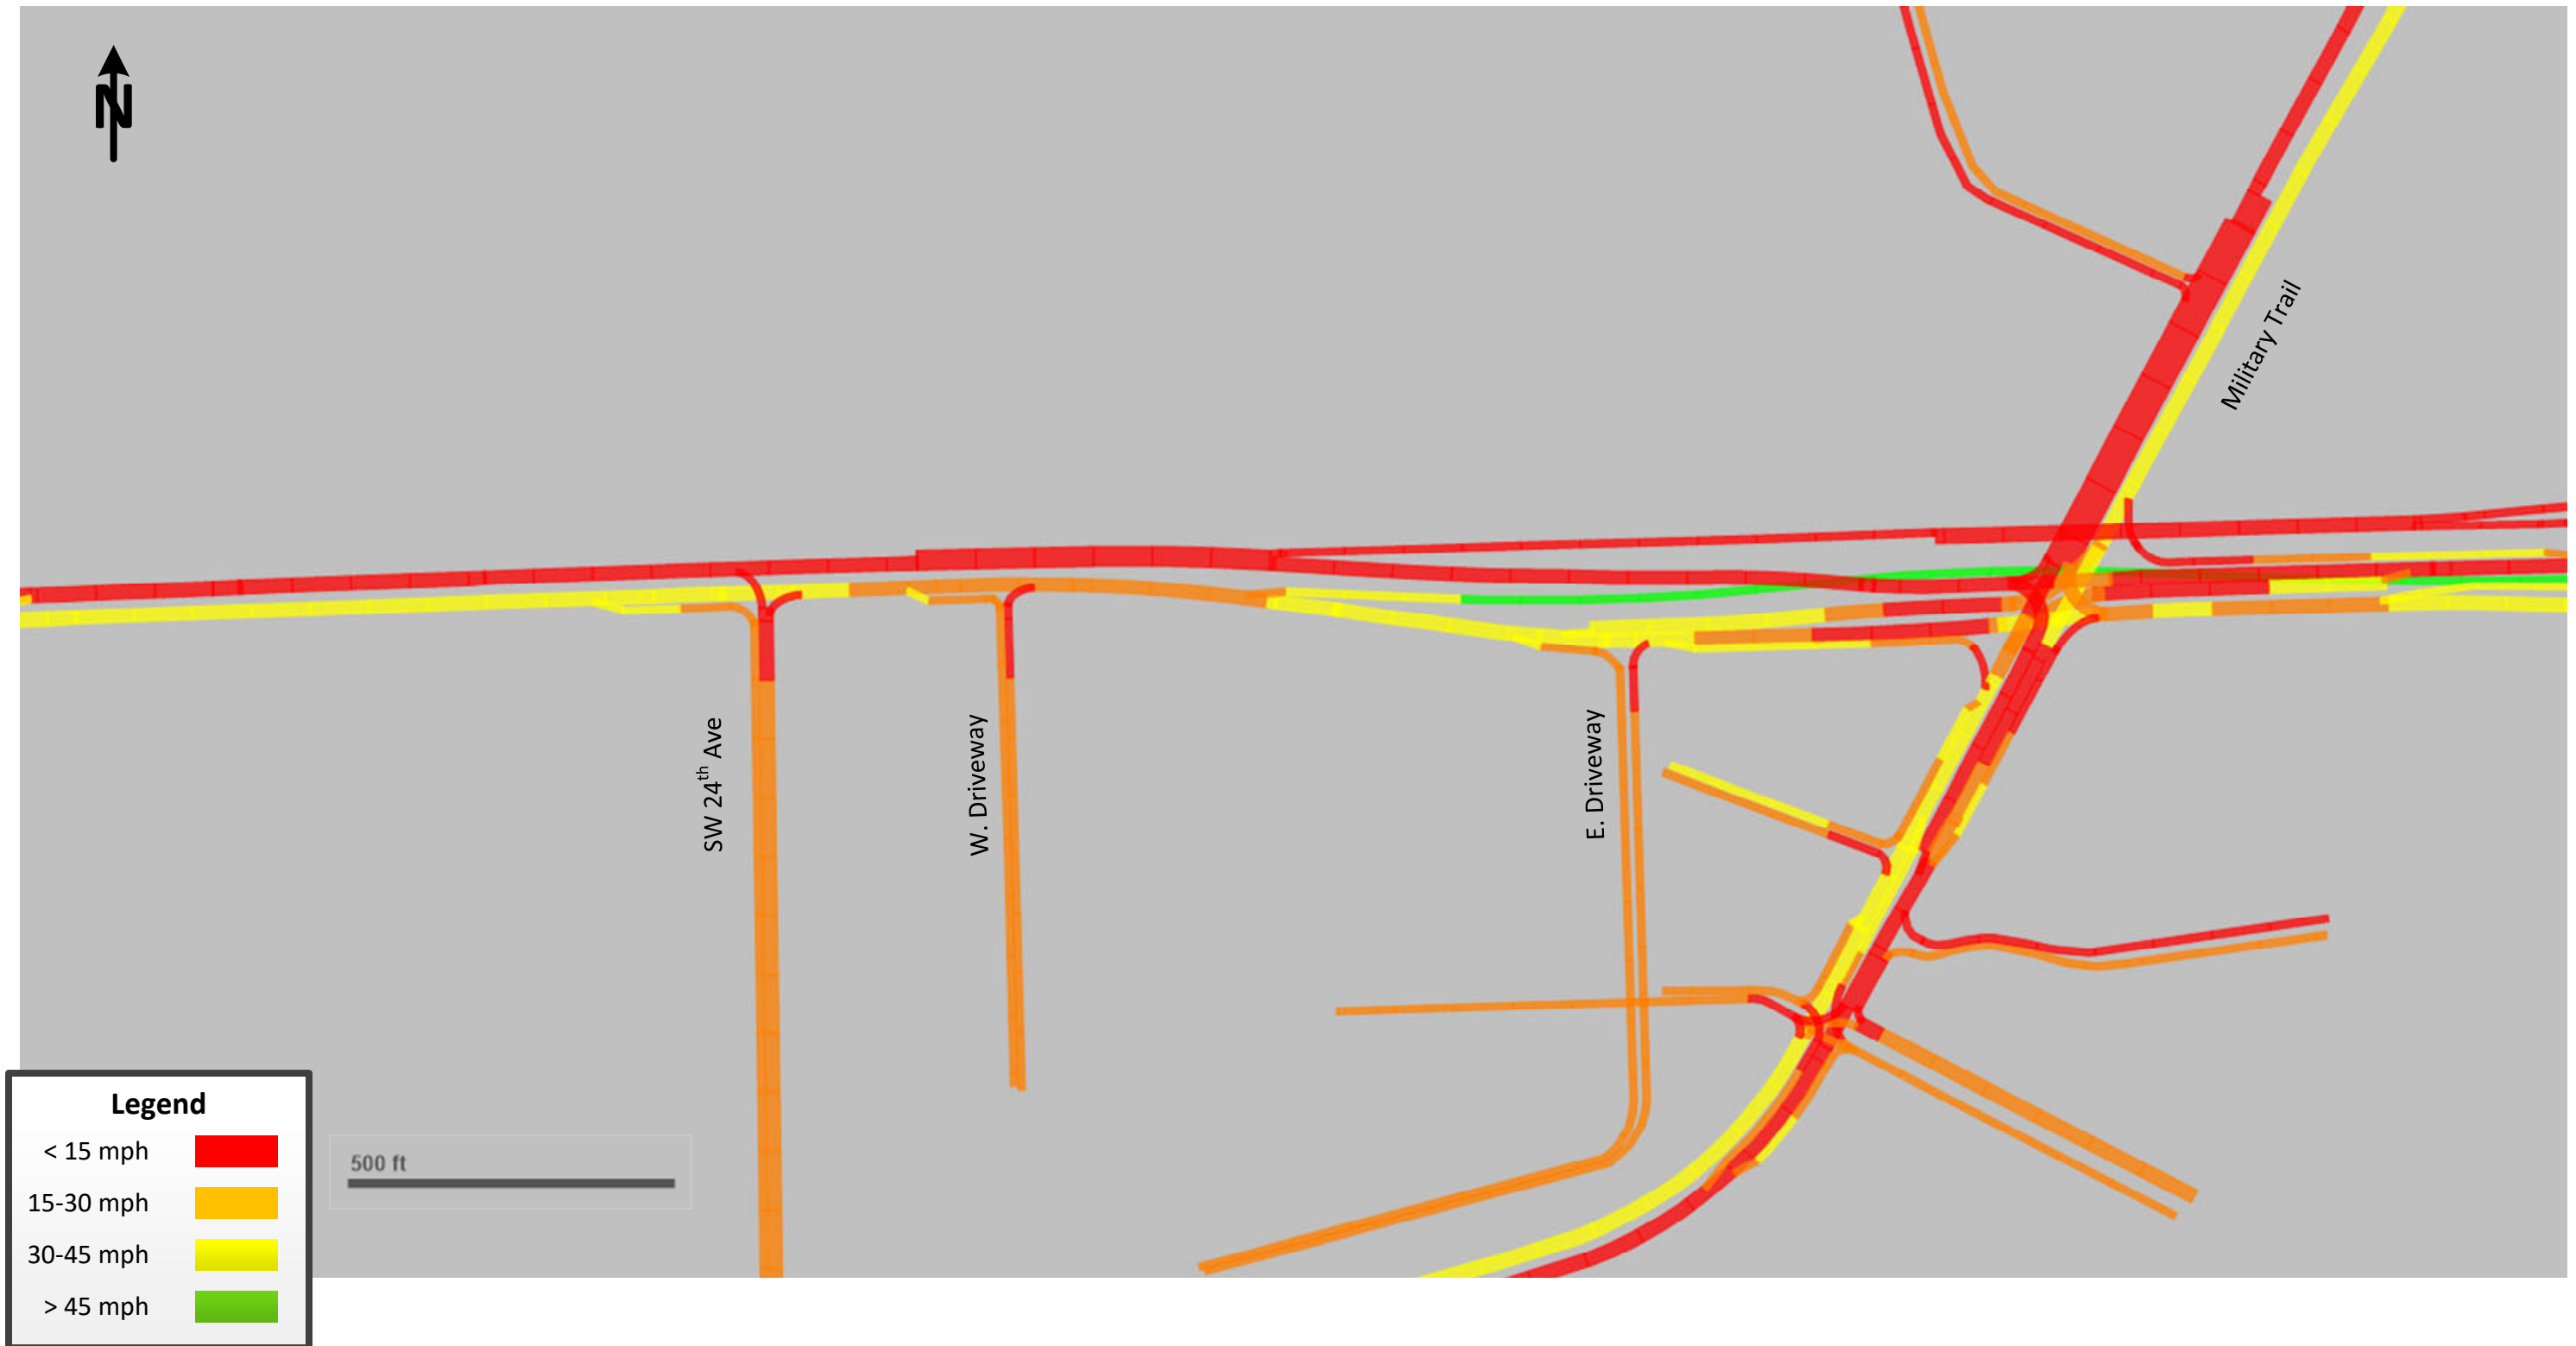 N
Military Trail
SW 24th Ave
W. Driveway
E. Driveway
Legend
< 15 mph
15-30 mph
30-45 mph
> 45 mph
500 ft